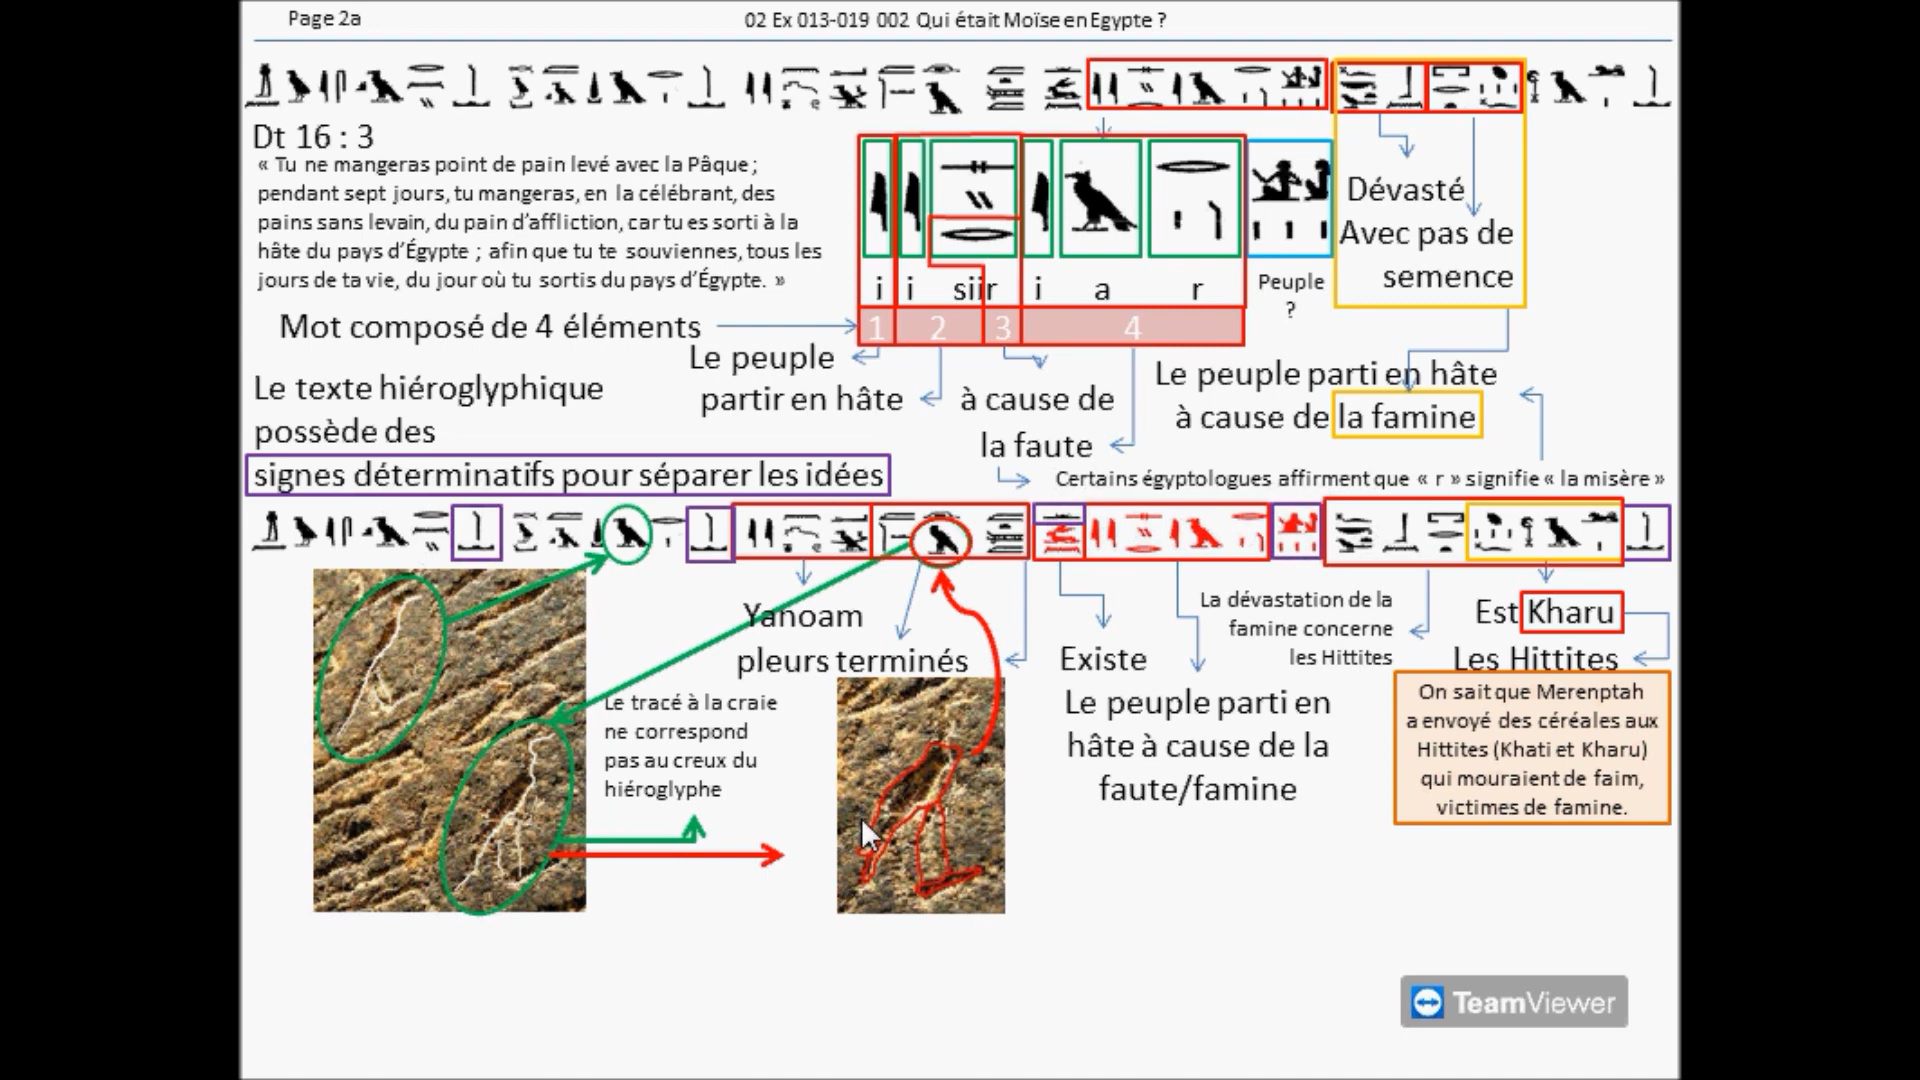 Page 2a
02 Ex 013-019 002 Qui était Moïse en Egypte ?
Dt 16 : 3
« Tu ne mangeras point de pain levé avec la Pâque ;
pendant sept jours, tu mangeras, en la célébrant, des
pains sans levain, du pain d’affliction, car tu es sorti à la
hâte du pays d’Égypte ; afin que tu te souviennes, tous les
jours de ta vie, du jour où tu sortis du pays d’Égypte. »
i i siir i a r
Peuple
?
Dévasté
Avec pas de
semence
Mot composé de 4 éléments
1 2 3 4
Le peuple
partir en hâte
à cause de
la faute
Le peuple parti en hâte
à cause de la famine
Le texte hiéroglyphique
possède des
signes déterminatifs pour séparer les idées
Certains égyptologues affirment que « r » signifie « la misère »
Yanoam
pleurs terminés
Le tracé à la craie
ne correspond
pas au creux du
hiéroglyphe
Existe
Le peuple parti en
hâte à cause de la
faute/famine
La dévastation de la
famine concerne
les Hittites
Est Kharu
Les Hittites
On sait que Merenptah
a envoyé des céréales aux
Hittites (Khati et Kharu)
qui mouraient de faim,
victimes de famine.
TeamViewer